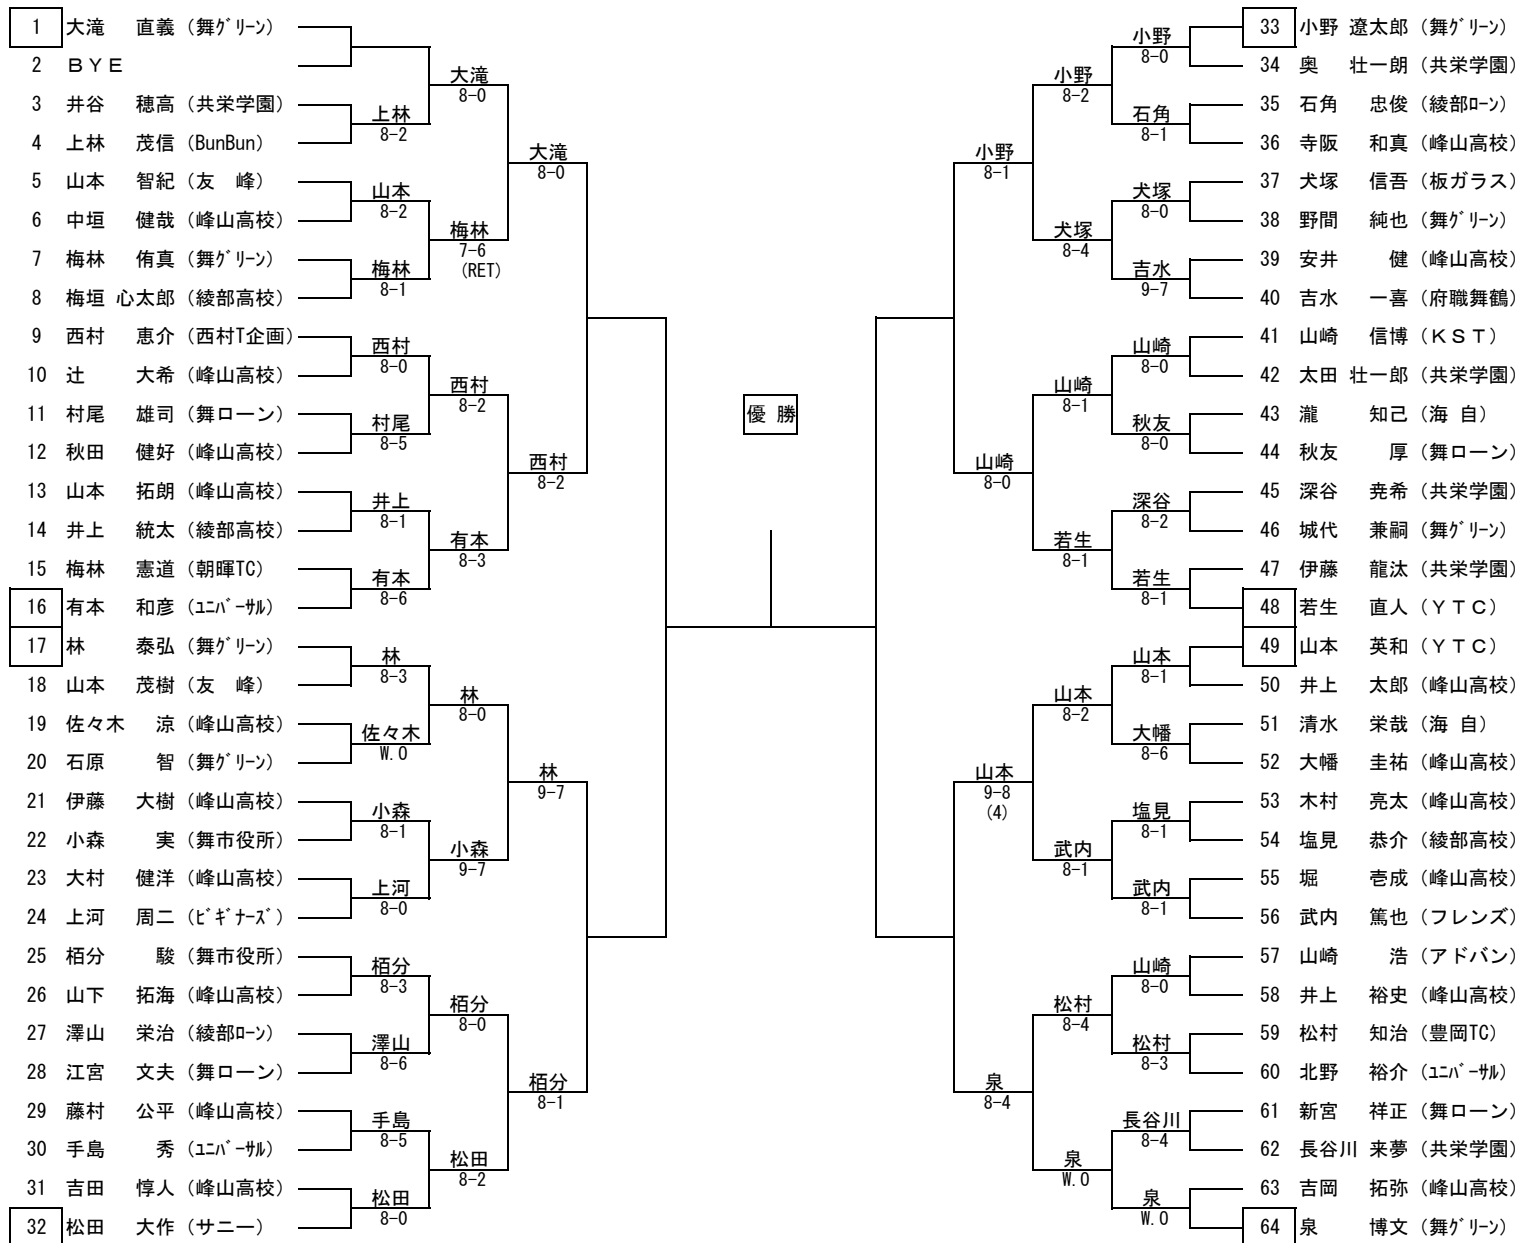 1 大滝 直義 (舞ｸﾞﾘｰﾝ)
2 ＢＹＥ
3 井谷 穂高 (共栄学園)
4 上林 茂信 (BunBun)
5 山本 智紀 (友 峰)
6 中垣 健哉 (峰山高校)
7 梅林 侑真 (舞ｸﾞﾘｰﾝ)
8 梅垣 心太郎 (綾部高校)
9 西村 恵介 (西村T企画)
10 辻 大希 (峰山高校)
11 村尾 雄司 (舞ローン)
12 秋田 健好 (峰山高校)
13 山本 拓朗 (峰山高校)
14 井上 統太 (綾部高校)
15 梅林 憲道 (朝暉TC)
16 有本 和彦 (ﾕﾆﾊﾞｰｻﾙ)
17 林 泰弘 (舞ｸﾞﾘｰﾝ)
18 山本 茂樹 (友 峰)
19 佐々木 涼 (峰山高校)
20 石原 智 (舞ｸﾞﾘｰﾝ)
21 伊藤 大樹 (峰山高校)
22 小森 実 (舞市役所)
23 大村 健洋 (峰山高校)
24 上河 周二 (ﾋﾞｷﾞﾅｰｽﾞ)
25 栢分 駿 (舞市役所)
26 山下 拓海 (峰山高校)
27 澤山 栄治 (綾部ﾛｰﾝ)
28 江宮 文夫 (舞ローン)
29 藤村 公平 (峰山高校)
30 手島 秀 (ﾕﾆﾊﾞｰｻﾙ)
31 吉田 惇人 (峰山高校)
32 松田 大作 (サニー)
上林
8-2
山本
8-2
梅林
8-1
西村
8-0
村尾
8-5
井上
8-1
有本
8-6
林
8-3
佐々木
W.O
小森
8-1
上河
8-0
栢分
8-3
澤山
8-6
手島
8-5
松田
8-0
大滝
8-0
梅林
7-6
(RET)
西村
8-2
有本
8-3
林
8-0
小森
9-7
栢分
8-0
松田
8-2
大滝
8-0
西村
8-2
林
9-7
栢分
8-1
優 勝
小野
8-1
山崎
8-0
山本
9-8
(4)
泉
8-4
小野
8-2
犬塚
8-4
山崎
8-1
若生
8-1
山本
8-2
武内
8-1
松村
8-4
泉
W.O
小野
8-0
石角
8-1
犬塚
8-0
吉水
9-7
山崎
8-0
秋友
8-0
深谷
8-2
若生
8-1
山本
8-1
大幡
8-6
塩見
8-1
武内
8-1
山崎
8-0
松村
8-3
長谷川
8-4
泉
W.O
33 小野 遼太郎 (舞ｸﾞﾘｰﾝ)
34 奥 壮一朗 (共栄学園)
35 石角 忠俊 (綾部ﾛｰﾝ)
36 寺阪 和真 (峰山高校)
37 犬塚 信吾 (板ガラス)
38 野間 純也 (舞ｸﾞﾘｰﾝ)
39 安井 健 (峰山高校)
40 吉水 一喜 (府職舞鶴)
41 山崎 信博 (ＫＳＴ)
42 太田 壮一郎 (共栄学園)
43 瀧 知己 (海 自)
44 秋友 厚 (舞ローン)
45 深谷 尭希 (共栄学園)
46 城代 兼嗣 (舞ｸﾞﾘｰﾝ)
47 伊藤 龍汰 (共栄学園)
48 若生 直人 (ＹＴＣ)
49 山本 英和 (ＹＴＣ)
50 井上 太郎 (峰山高校)
51 清水 栄哉 (海 自)
52 大幡 圭祐 (峰山高校)
53 木村 亮太 (峰山高校)
54 塩見 恭介 (綾部高校)
55 堀 壱成 (峰山高校)
56 武内 篤也 (フレンズ)
57 山崎 浩 (アドバン)
58 井上 裕史 (峰山高校)
59 松村 知治 (豊岡TC)
60 北野 裕介 (ﾕﾆﾊﾞｰｻﾙ)
61 新宮 祥正 (舞ローン)
62 長谷川 来夢 (共栄学園)
63 吉岡 拓弥 (峰山高校)
64 泉 博文 (舞ｸﾞﾘｰﾝ)